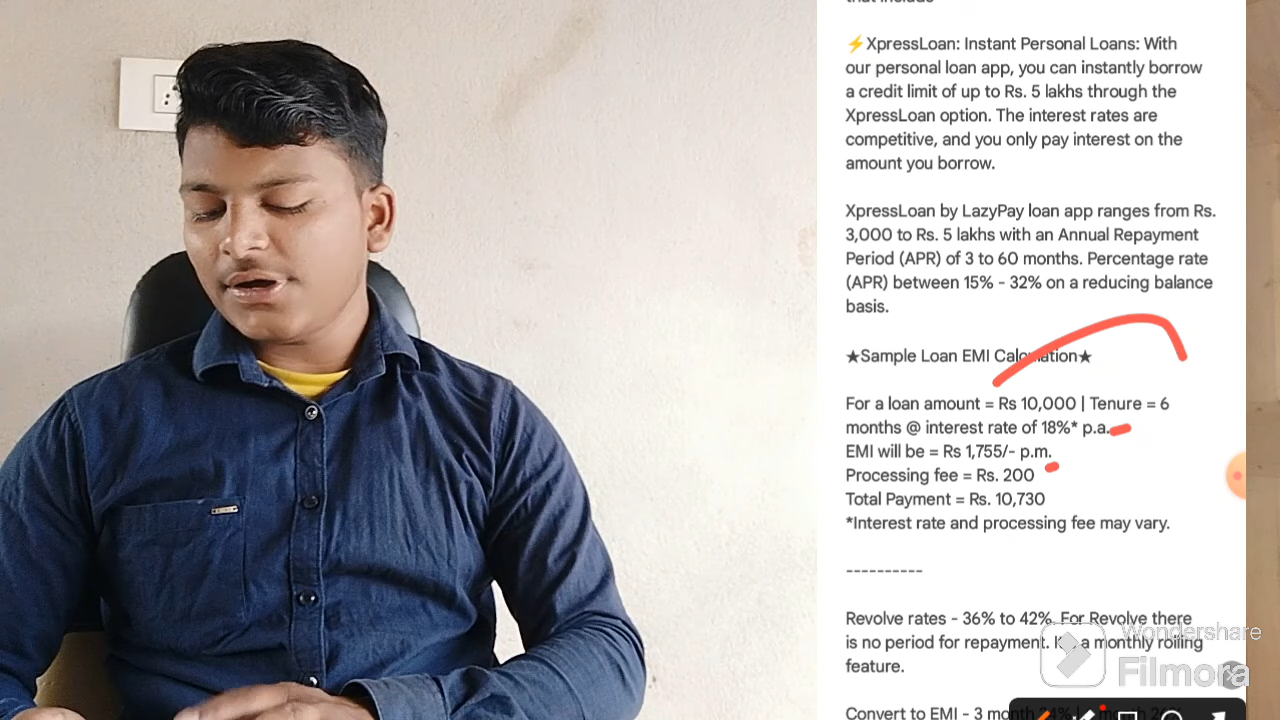 ⚡XpressLoan: Instant Personal Loans: With
our personal loan app, you can instantly borrow
a credit limit of up to Rs. 5 lakhs through the
XpressLoan option. The interest rates are
competitive, and you only pay interest on the
amount you borrow.
XpressLoan by LazyPay loan app ranges from Rs.
3,000 to Rs. 5 lakhs with an Annual Repayment
Period (APR) of 3 to 60 months. Percentage rate
(APR) between 15% - 32% on a reducing balance
basis.
★Sample Loan EMI Calculation★
For a loan amount = Rs 10,000 | Tenure = 6
months @ interest rate of 18%* p.a.
EMI will be = Rs 1,755/- p.m.
Processing fee = Rs. 200
Total Payment = Rs. 10,730
*Interest rate and processing fee may vary.
----------
Revolve rates - 36% to 42%. For Revolve there
is no period for repayment. a monthly rolling
feature.
Wondershare
Filmora
Convert to EMI - 3 month